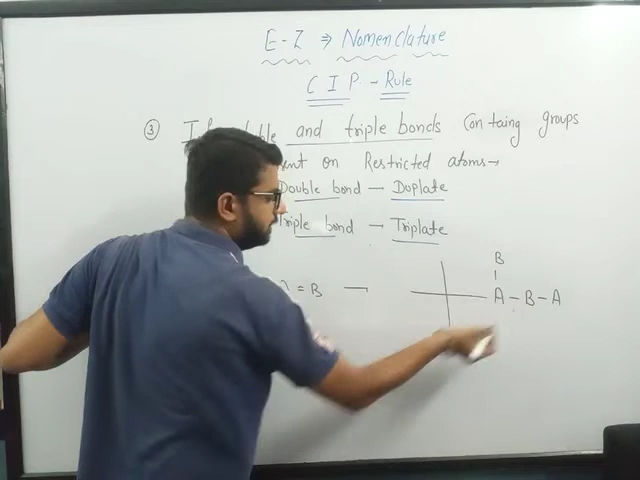 E-Z ⇒ Nomenclature
C I P - Rule
③ and triple bonds Containg groups
on Restricted atoms→
Double bond — Duplate
Triple bond — Triplate
B
= B — A - B - A